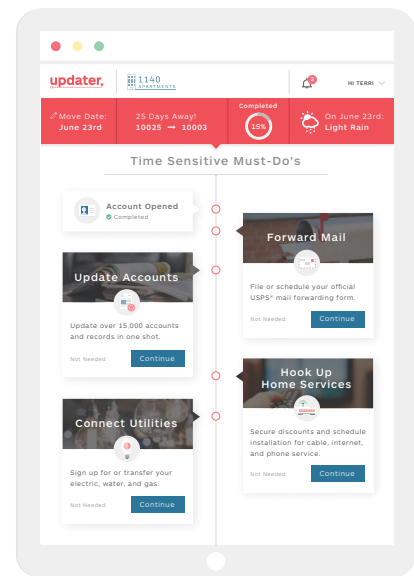 updater,
1140
APARTMENTS
2
HI TERRI
Move Date:
June 23rd
25 Days Away!
10025 → 10003
Completed
15%
On June 23rd:
Light Rain
Time Sensitive Must-Do's
Account Opened
Completed
Forward Mail
File or schedule your official
USPS® mail forwarding form.
Not Needed
Continue
Update Accounts
Update over 15,000 accounts
and records in one shot.
Not Needed
Continue
Hook Up
Home Services
Secure discounts and schedule
installation for cable, internet,
and phone service.
Not Needed
Continue
Connect Utilities
Sign up for or transfer your
electric, water, and gas.
Not Needed
Continue